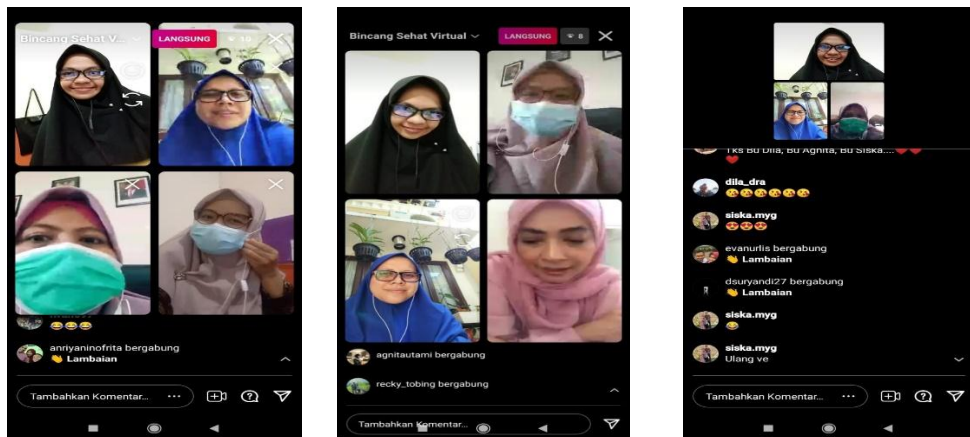 Bincang Sehat V...
LANGSUNG
10
anriyaninofrita bergabung
👋 Lambaian
Tambahkan Komentar...
Bincang Sehat Virtual
LANGSUNG
8
agnitautami bergabung
recky_tobing bergabung
Tambahkan Komentar...
Tks Bu Dila, Bu Agnita, Bu Siska....❤️❤️
❤️
dila_dra
😘😘😘😘😘😘
siska.myg
😍😍😍
evanurlis bergabung
👋 Lambaian
dsuryandi27 bergabung
👋 Lambaian
siska.myg
😂
siska.myg
Ulang ve
Tambahkan Komentar...